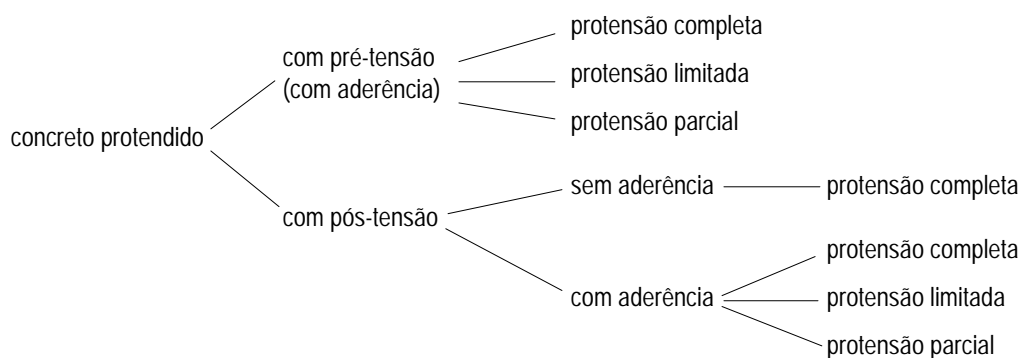 protensão completa
com pré-tensão
(com aderência)
protensão limitada
protensão parcial
concreto protendido
sem aderência
protensão completa
com pós-tensão
protensão completa
com aderência
protensão limitada
protensão parcial